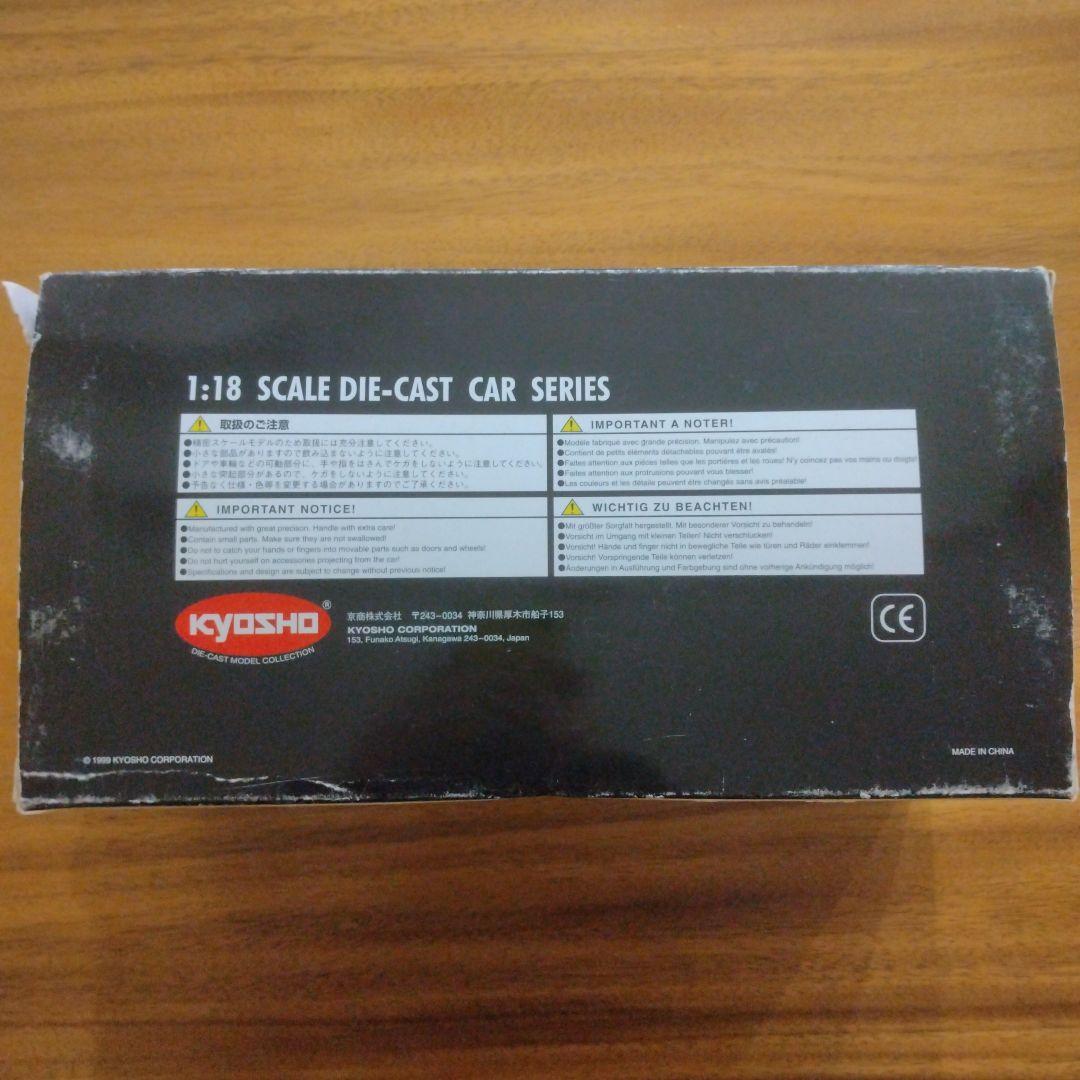 1:18 SCALE DIE-CAST CAR SERIES
取扱のご注意
●精密スケールモデルのため取扱には充分注意してください。
●小さな部品がありますので飲み込まないように注意してください。
●ドアや車輪などの可動部分に、手や指をはさんでケガをしないように注意してください。
●小さな突起部分があるので、ケガをしないように注意してください。
●予告なく仕様・色等を変更する場合がありますのでご了承ください。
IMPORTANT A NOTER!
●Modèle fabriqué avec grande précision. Manipulez avec précaution!
●Contient de petits éléments détachables pouvant être avalés!
●Faites attention aux pièces telles que les portières et les roues! N'y coincez pas vos mains ou doigts!
●Faites attention aux protrusions pouvant vous blesser!
●Les couleurs et les détails peuvent être changés sans avis préalable!
IMPORTANT NOTICE!
●Manufactured with great precision. Handle with extra care!
●Contain small parts. Make sure they are not swallowed!
●Do not to catch your hands or fingers into movable parts such as doors and wheels!
●Do not hurt yourself on accessories projecting from the car!
●Specifications and design are subject to change without previous notice!
WICHTIG ZU BEACHTEN!
●Mit größter Sorgfalt hergestellt. Mit besonderer Vorsicht zu behandeln!
●Vorsicht im Umgang mit kleinen Teilen! Nicht verschlucken!
●Vorsicht! Hände und finger nicht in bewegliche Teile wie türen und Räder einklemmen!
●Vorsicht! Vorspringende Teile können verletzen!
●Änderungen in Ausführung und Farbgebung sind ohne vorherige Ankündigung möglich!
KYOSHO®
DIE-CAST MODEL COLLECTION
京商株式会社 〒243-0034 神奈川県厚木市船子153
KYOSHO CORPORATION
153, Funako Atsugi, Kanagawa 243-0034, Japan
CE
© 1999 KYOSHO CORPORATION
MADE IN CHINA